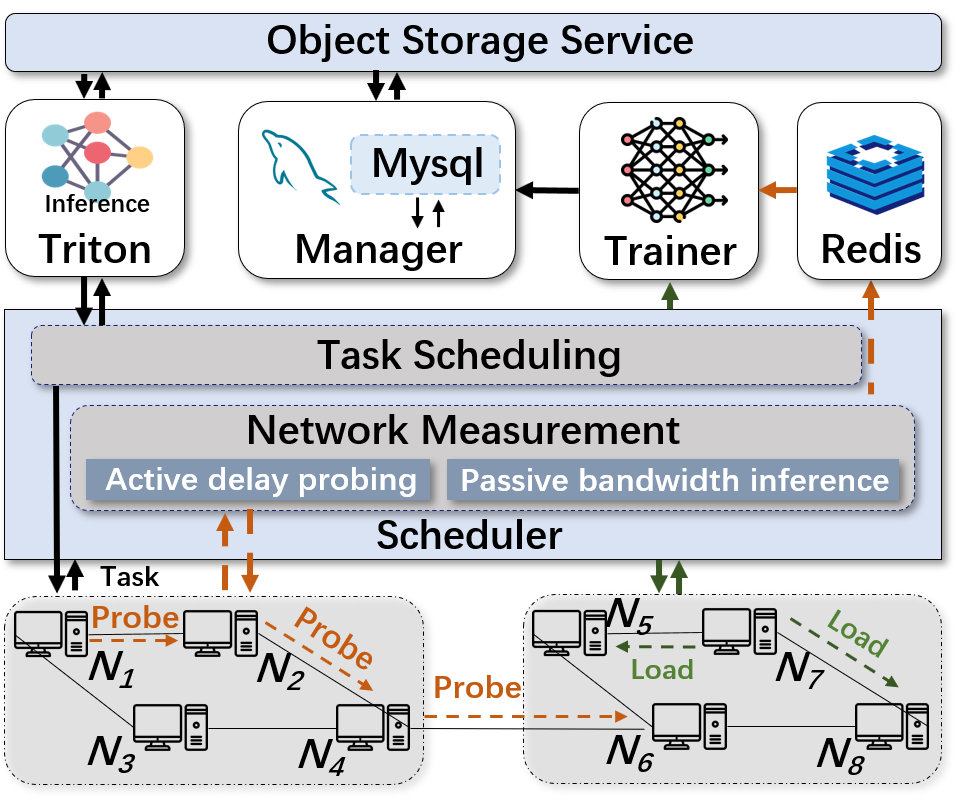 Object Storage Service
Inference
Triton
Mysql
Manager
Trainer
Redis
Task Scheduling
Network Measurement
Active delay probing
Passive bandwidth inference
Scheduler
Task
Probe
N1
N2
Probe
N3
N4
Probe
N5
Load
N7
Load
N6
N8